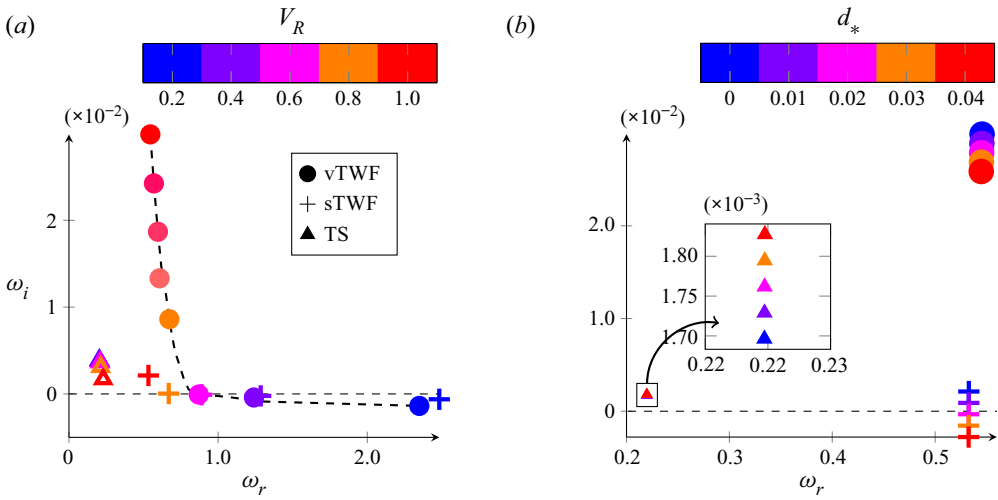 (a)
V_R
0.2 0.4 0.6 0.8 1.0
(×10⁻²)
ω_i
2
1
0
0 1.0 2.0
ω_r
vTWF
sTWF
TS
(b)
d_*
0 0.01 0.02 0.03 0.04
(×10⁻²)
2.0
1.0
0
0.2 0.3 0.4 0.5
ω_r
(×10⁻³)
1.80
1.75
1.70
0.22 0.22 0.23